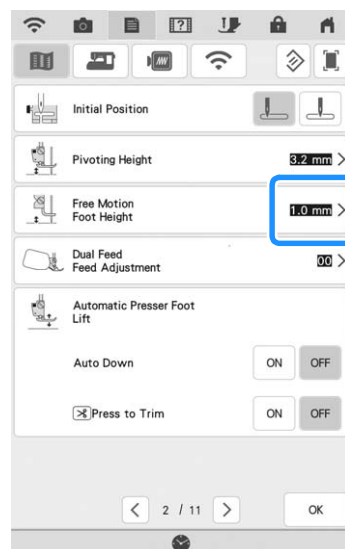 Initial Position
Pivoting Height 3.2 mm >
Free Motion
Foot Height
1.0 mm >
Dual Feed
Feed Adjustment
00 >
Automatic Presser Foot
Lift
Auto Down ON OFF
Press to Trim ON OFF
< 2 / 11 > OK